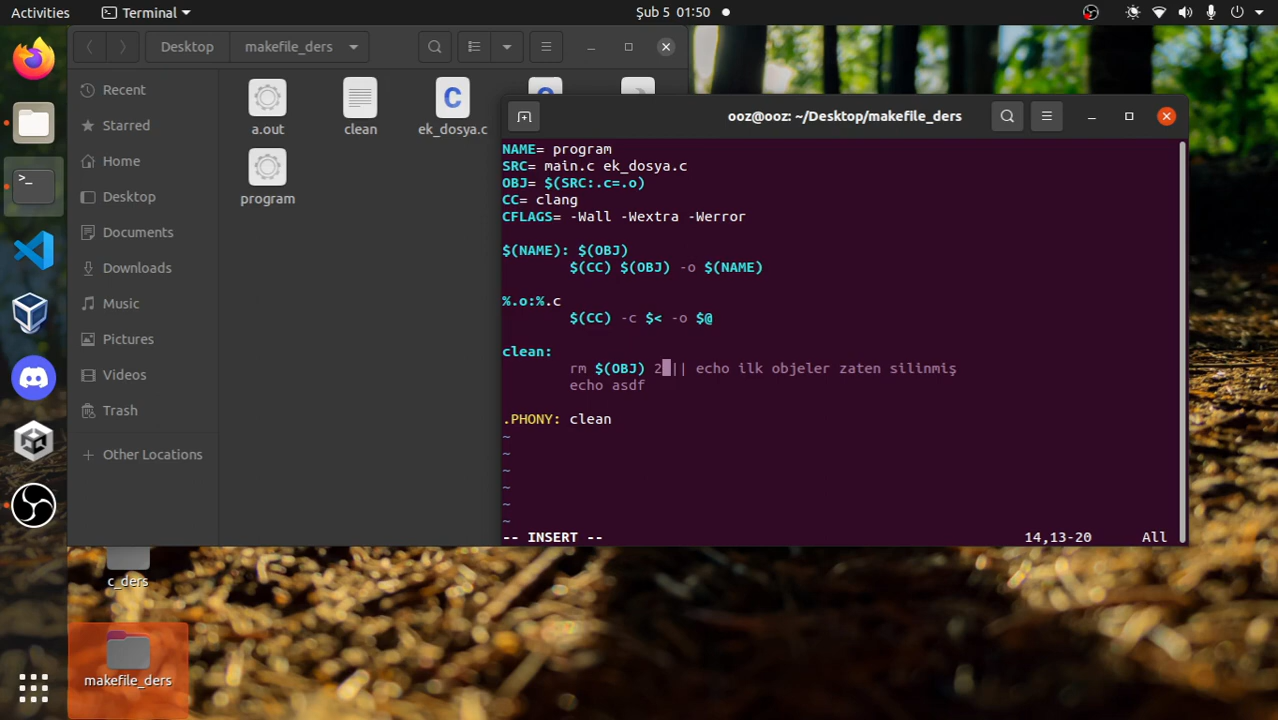 Activities
Terminal
Şub 5 01:50
Desktop
makefile_ders
Recent
Starred
Home
Desktop
Documents
Downloads
Music
Pictures
Videos
Trash
Other Locations
a.out
clean
ek_dosya.c
program
c_ders
makefile_ders
ooz@ooz: ~/Desktop/makefile_ders
NAME= program
SRC= main.c ek_dosya.c
OBJ= $(SRC:.c=.o)
CC= clang
CFLAGS= -Wall -Wextra -Werror
$(NAME): $(OBJ)
$(CC) $(OBJ) -o $(NAME)
%.o:%.c
$(CC) -c $< -o $@
clean:
rm $(OBJ) 2 || echo ilk objeler zaten silinmiş
echo asdf
.PHONY: clean
~
~
~
~
~
~
-- INSERT --
14,13-20
All